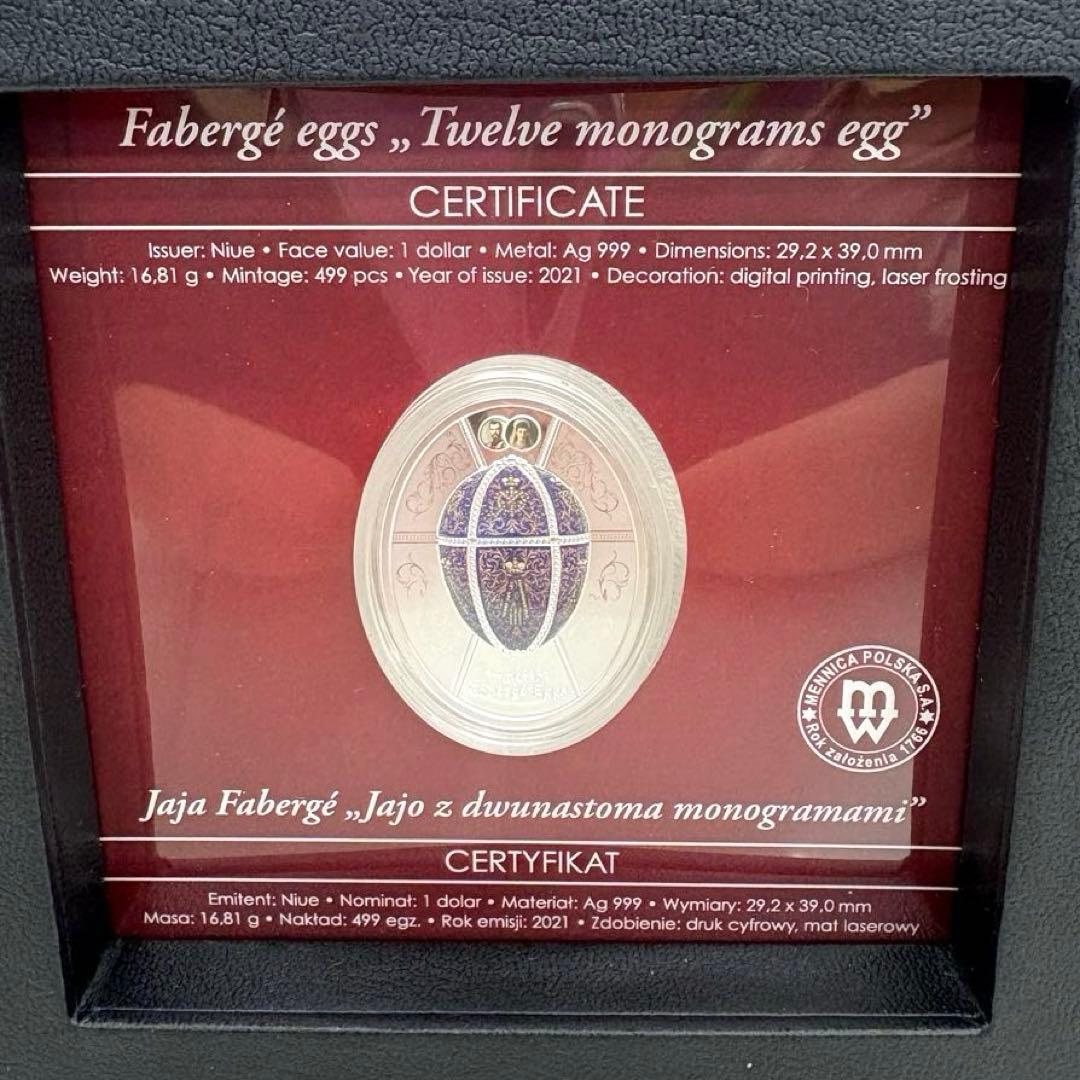 Fabergé eggs „Twelve monograms egg”
CERTIFICATE
Issuer: Niue • Face value: 1 dollar • Metal: Ag 999 • Dimensions: 29,2 x 39,0 mm
Weight: 16,81 g • Mintage: 499 pcs • Year of issue: 2021 • Decoration: digital printing, laser frosting
MENNICA POLSKA S.A.
mw
Rok założenia 1766
Jaja Fabergé „Jajo z dwunastoma monogramami”
CERTYFIKAT
Emitent: Niue • Nominał: 1 dolar • Materiał: Ag 999 • Wymiary: 29,2 x 39,0 mm
Masa: 16,81 g • Nakład: 499 egz. • Rok emisji: 2021 • Zdobienie: druk cyfrowy, mat laserowy